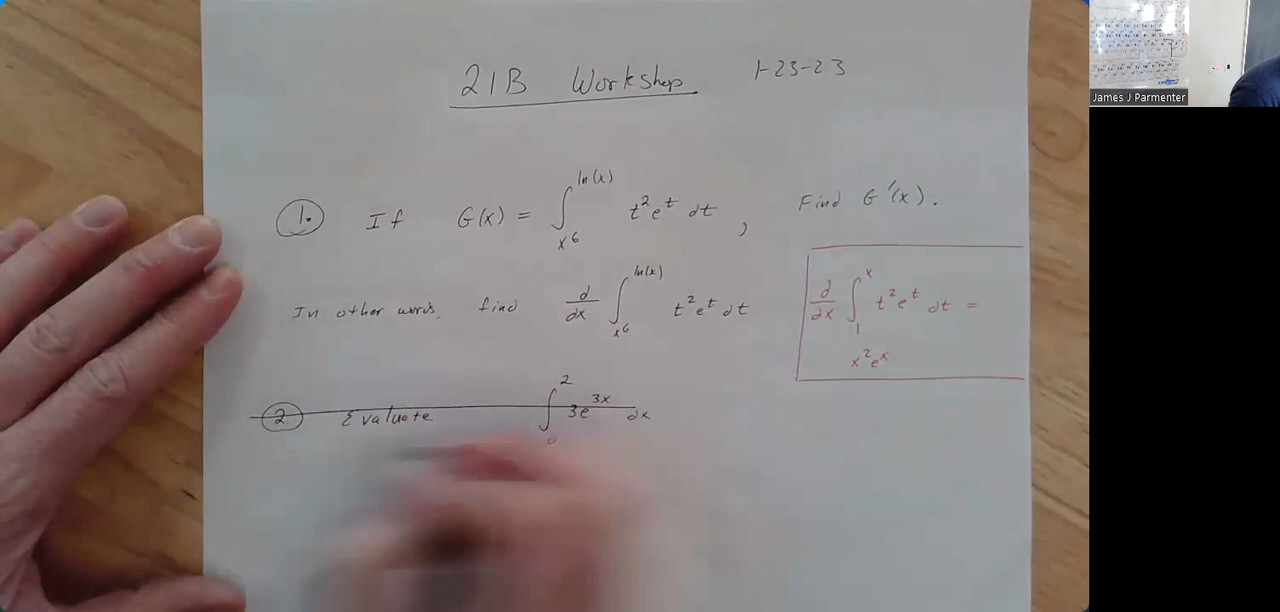 21B Workshop 1-23-23
1. If G(x) = ∫_{x^6}^{ln(x)} t^2 e^t dt, Find G'(x).
In other words, find d/dx ∫_{x^6}^{ln(x)} t^2 e^t dt
d/dx ∫_1^x t^2 e^t dt =
x^2 e^x
2. Evaluate ∫_0^2 3e^{3x} dx
James J Parmenter